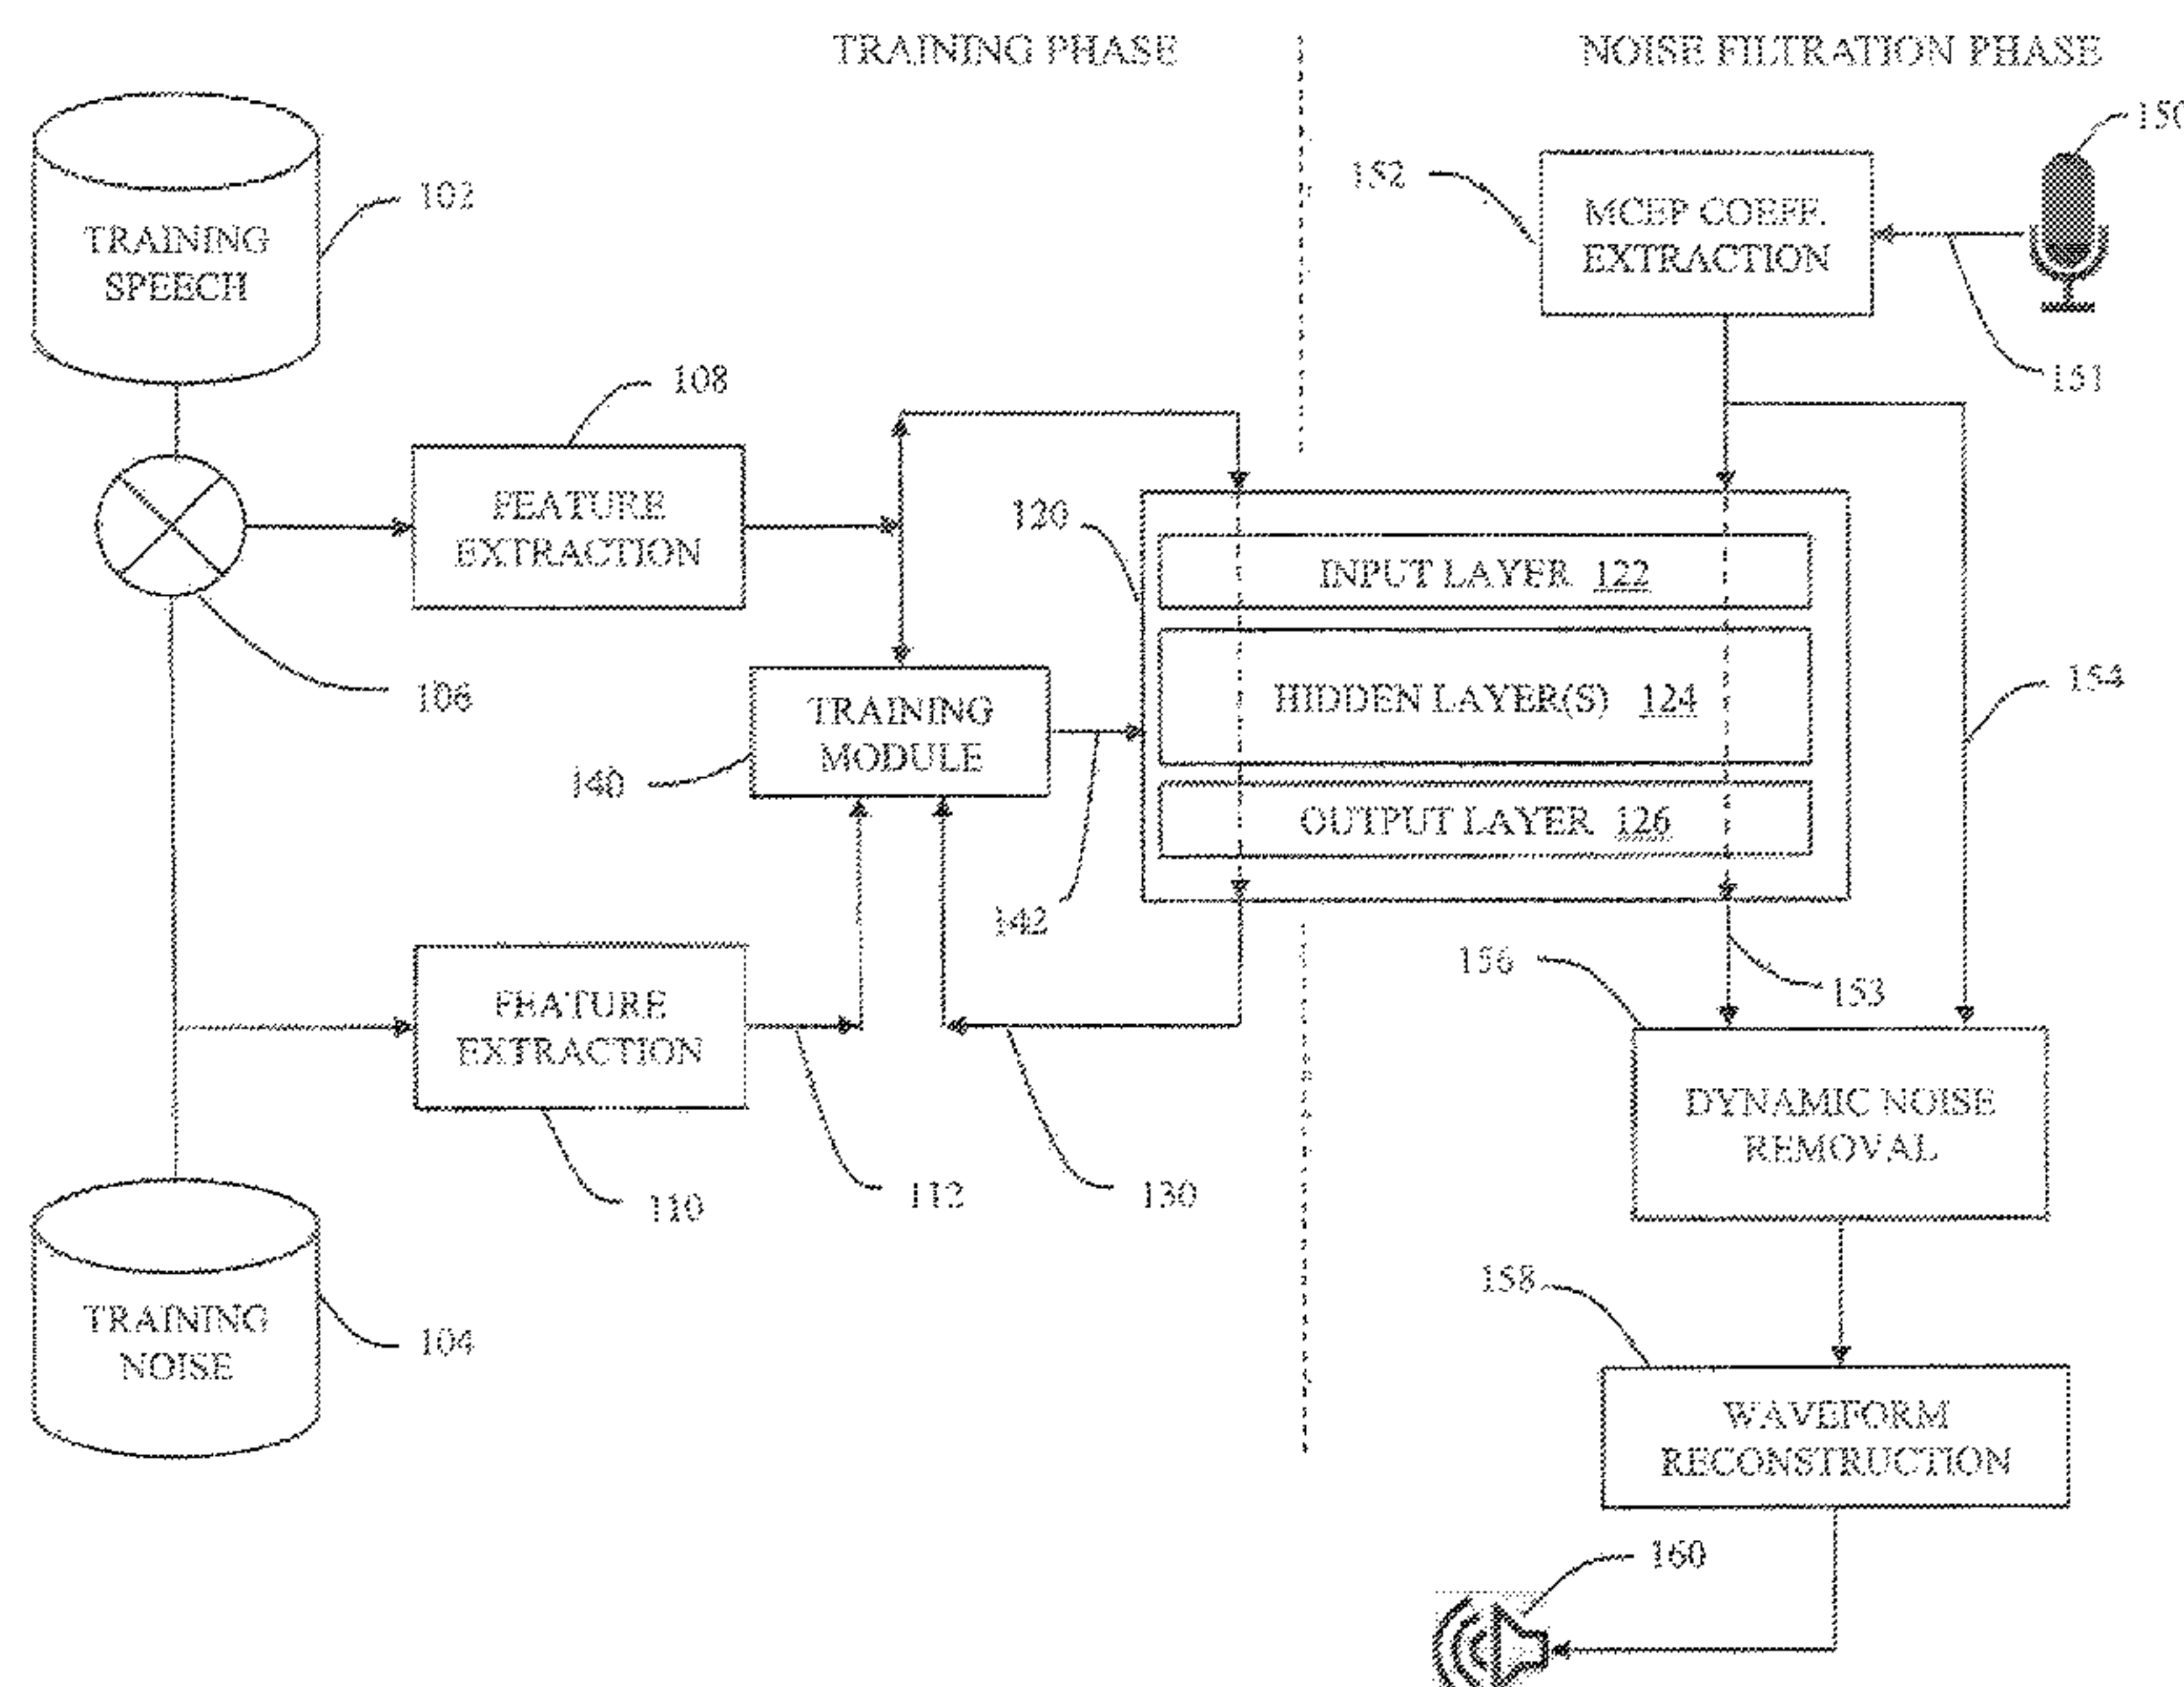 TRAINING PHASE
NOISE FILTRATION PHASE
150
152
MCEP COEFF.
EXTRACTION
102
TRAINING
SPEECH
151
108
FEATURE
EXTRACTION
120
INPUT LAYER 122
106
HIDDEN LAYER(S) 124
154
TRAINING
MODULE
140
OUTPUT LAYER 126
142
156
153
FEATURE
EXTRACTION
DYNAMIC NOISE
REMOVAL
110
112
130
158
TRAINING
NOISE
104
WAVEFORM
RECONSTRUCTION
160